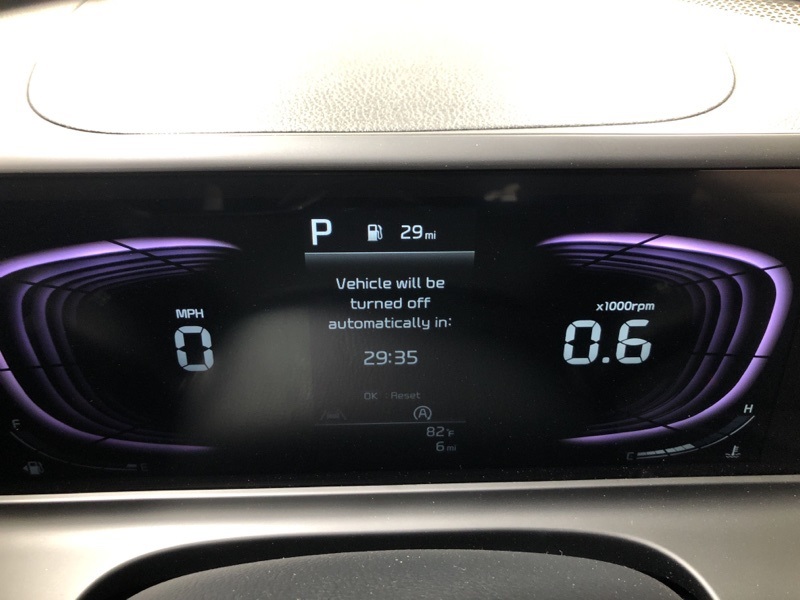 P 29 mi
Vehicle will be
turned off
automatically in:
29:35
OK : Reset
A
82°F
6 mi
MPH
0
x1000rpm
0.6
F
E
H
C